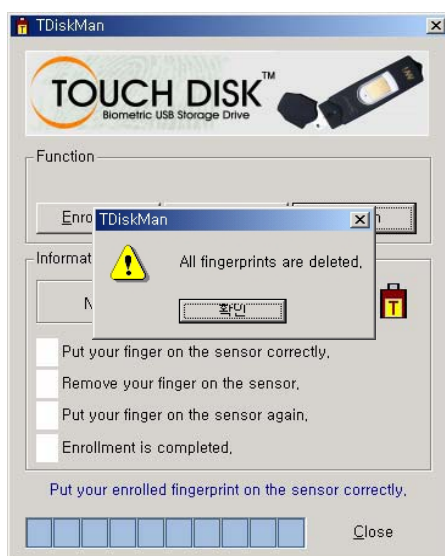 TDiskMan
TOUCH DISK™
Biometric USB Storage Drive
Function
TDiskMan
All fingerprints are deleted,
확인
Put your finger on the sensor correctly,
Remove your finger on the sensor,
Put your finger on the sensor again,
Enrollment is completed,
Put your enrolled fingerprint on the sensor correctly,
Close